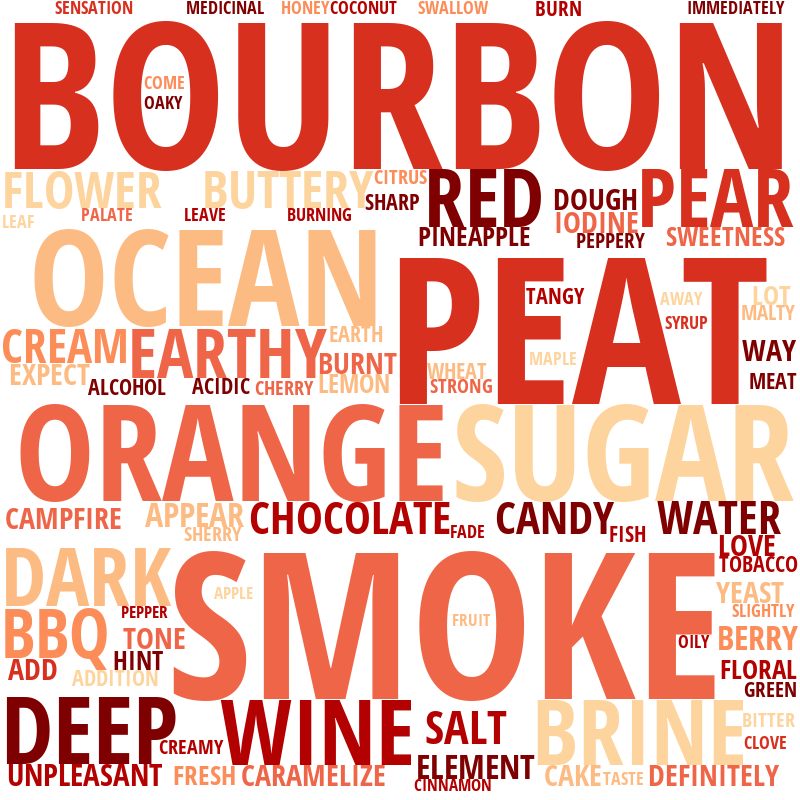 SENSATION MEDICINAL HONEY COCONUT SWALLOW BURN IMMEDIATELY
BOURBON
COME
OAKY
FLOWER BUTTERY CITRUS RED DOUGH PEAR
SHARP
LEAF PALATE LEAVE BURNING IODINE
PINEAPPLE PEPPERY SWEETNESS
OCEAN
PEAT
TANGY AWAY LOT
MALTY
SYRUP
CREAM EARTHY EARTH
WAY
BURNT MAPLE
EXPECT WHEAT
ALCOHOL ACIDIC CHERRY LEMON STRONG MEAT
ORANGE SUGAR
CAMPFIRE APPEAR CHOCOLATE CANDY WATER
SHERRY FADE FISH
LOVE
TOBACCO
DARK SMOKE
APPLE YEAST
PEPPER SLIGHTLY
BBQ FRUIT
TONE OILY BERRY
HINT
ADD FLORAL
ADDITION GREEN
DEEP WINE SALT BRINE
BITTER
CREAMY CLOVE
ELEMENT
UNPLEASANT FRESH CARAMELIZE CAKE TASTE DEFINITELY
CINNAMON